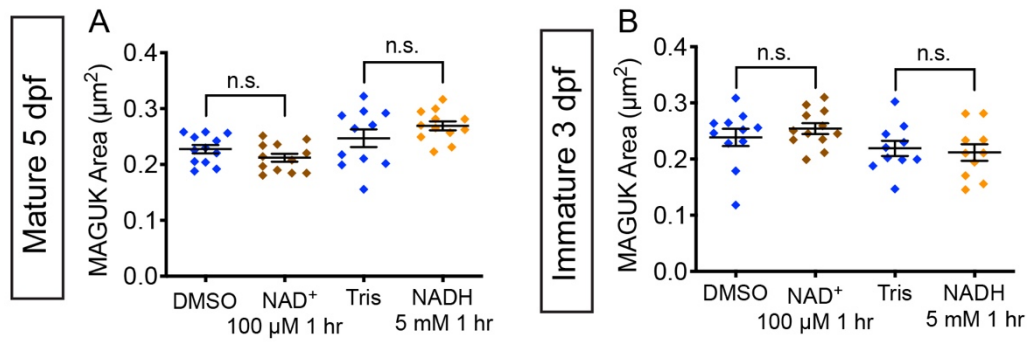 Mature 5 dpf
A
MAGUK Area (µm²)
0.4
0.3
0.2
0.1
0.0
n.s.
n.s.
DMSO
NAD⁺
100 µM 1 hr
Tris
NADH
5 mM 1 hr
Immature 3 dpf
B
MAGUK Area (µm²)
0.4
0.3
0.2
0.1
0.0
n.s.
n.s.
DMSO
NAD⁺
100 µM 1 hr
Tris
NADH
5 mM 1 hr